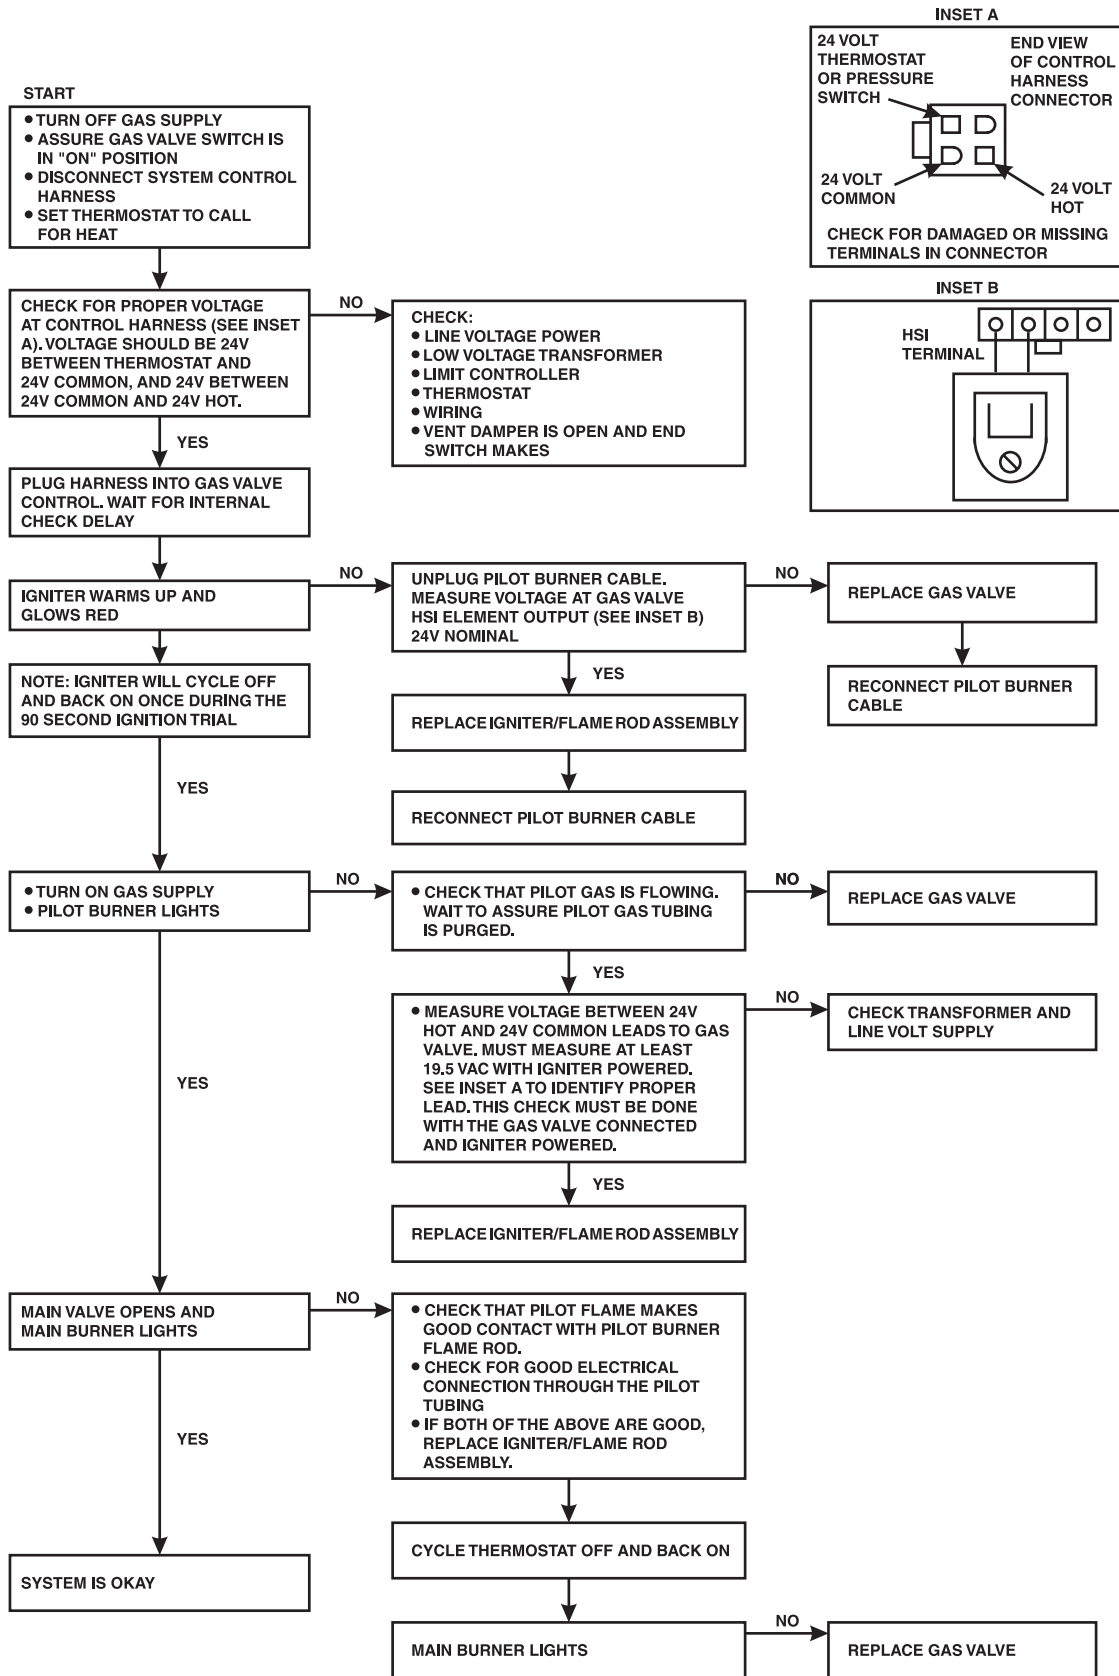 START
• TURN OFF GAS SUPPLY
• ASSURE GAS VALVE SWITCH IS
IN "ON" POSITION
• DISCONNECT SYSTEM CONTROL
HARNESS
• SET THERMOSTAT TO CALL
FOR HEAT
INSET A
24 VOLT
THERMOSTAT
OR PRESSURE
SWITCH
END VIEW
OF CONTROL
HARNESS
CONNECTOR
24 VOLT
COMMON
24 VOLT
HOT
CHECK FOR DAMAGED OR MISSING
TERMINALS IN CONNECTOR
CHECK FOR PROPER VOLTAGE
AT CONTROL HARNESS (SEE INSET
A). VOLTAGE SHOULD BE 24V
BETWEEN THERMOSTAT AND
24V COMMON, AND 24V BETWEEN
24V COMMON AND 24V HOT.
NO
CHECK:
• LINE VOLTAGE POWER
• LOW VOLTAGE TRANSFORMER
• LIMIT CONTROLLER
• THERMOSTAT
• WIRING
• VENT DAMPER IS OPEN AND END
SWITCH MAKES
INSET B
HSI
TERMINAL
YES
PLUG HARNESS INTO GAS VALVE
CONTROL. WAIT FOR INTERNAL
CHECK DELAY
IGNITER WARMS UP AND
GLOWS RED
NO
UNPLUG PILOT BURNER CABLE.
MEASURE VOLTAGE AT GAS VALVE
HSI ELEMENT OUTPUT (SEE INSET B)
24V NOMINAL
NO
REPLACE GAS VALVE
RECONNECT PILOT BURNER
CABLE
YES
REPLACE IGNITER/FLAME ROD ASSEMBLY
RECONNECT PILOT BURNER CABLE
NOTE: IGNITER WILL CYCLE OFF
AND BACK ON ONCE DURING THE
90 SECOND IGNITION TRIAL
YES
• TURN ON GAS SUPPLY
• PILOT BURNER LIGHTS
NO
• CHECK THAT PILOT GAS IS FLOWING.
WAIT TO ASSURE PILOT GAS TUBING
IS PURGED.
NO
REPLACE GAS VALVE
YES
• MEASURE VOLTAGE BETWEEN 24V
HOT AND 24V COMMON LEADS TO GAS
VALVE. MUST MEASURE AT LEAST
19.5 VAC WITH IGNITER POWERED.
SEE INSET A TO IDENTIFY PROPER
LEAD. THIS CHECK MUST BE DONE
WITH THE GAS VALVE CONNECTED
AND IGNITER POWERED.
NO
CHECK TRANSFORMER AND
LINE VOLT SUPPLY
YES
REPLACE IGNITER/FLAME ROD ASSEMBLY
YES
MAIN VALVE OPENS AND
MAIN BURNER LIGHTS
NO
• CHECK THAT PILOT FLAME MAKES
GOOD CONTACT WITH PILOT BURNER
FLAME ROD.
• CHECK FOR GOOD ELECTRICAL
CONNECTION THROUGH THE PILOT
TUBING
• IF BOTH OF THE ABOVE ARE GOOD,
REPLACE IGNITER/FLAME ROD
ASSEMBLY.
YES
CYCLE THERMOSTAT OFF AND BACK ON
SYSTEM IS OKAY
MAIN BURNER LIGHTS
NO
REPLACE GAS VALVE